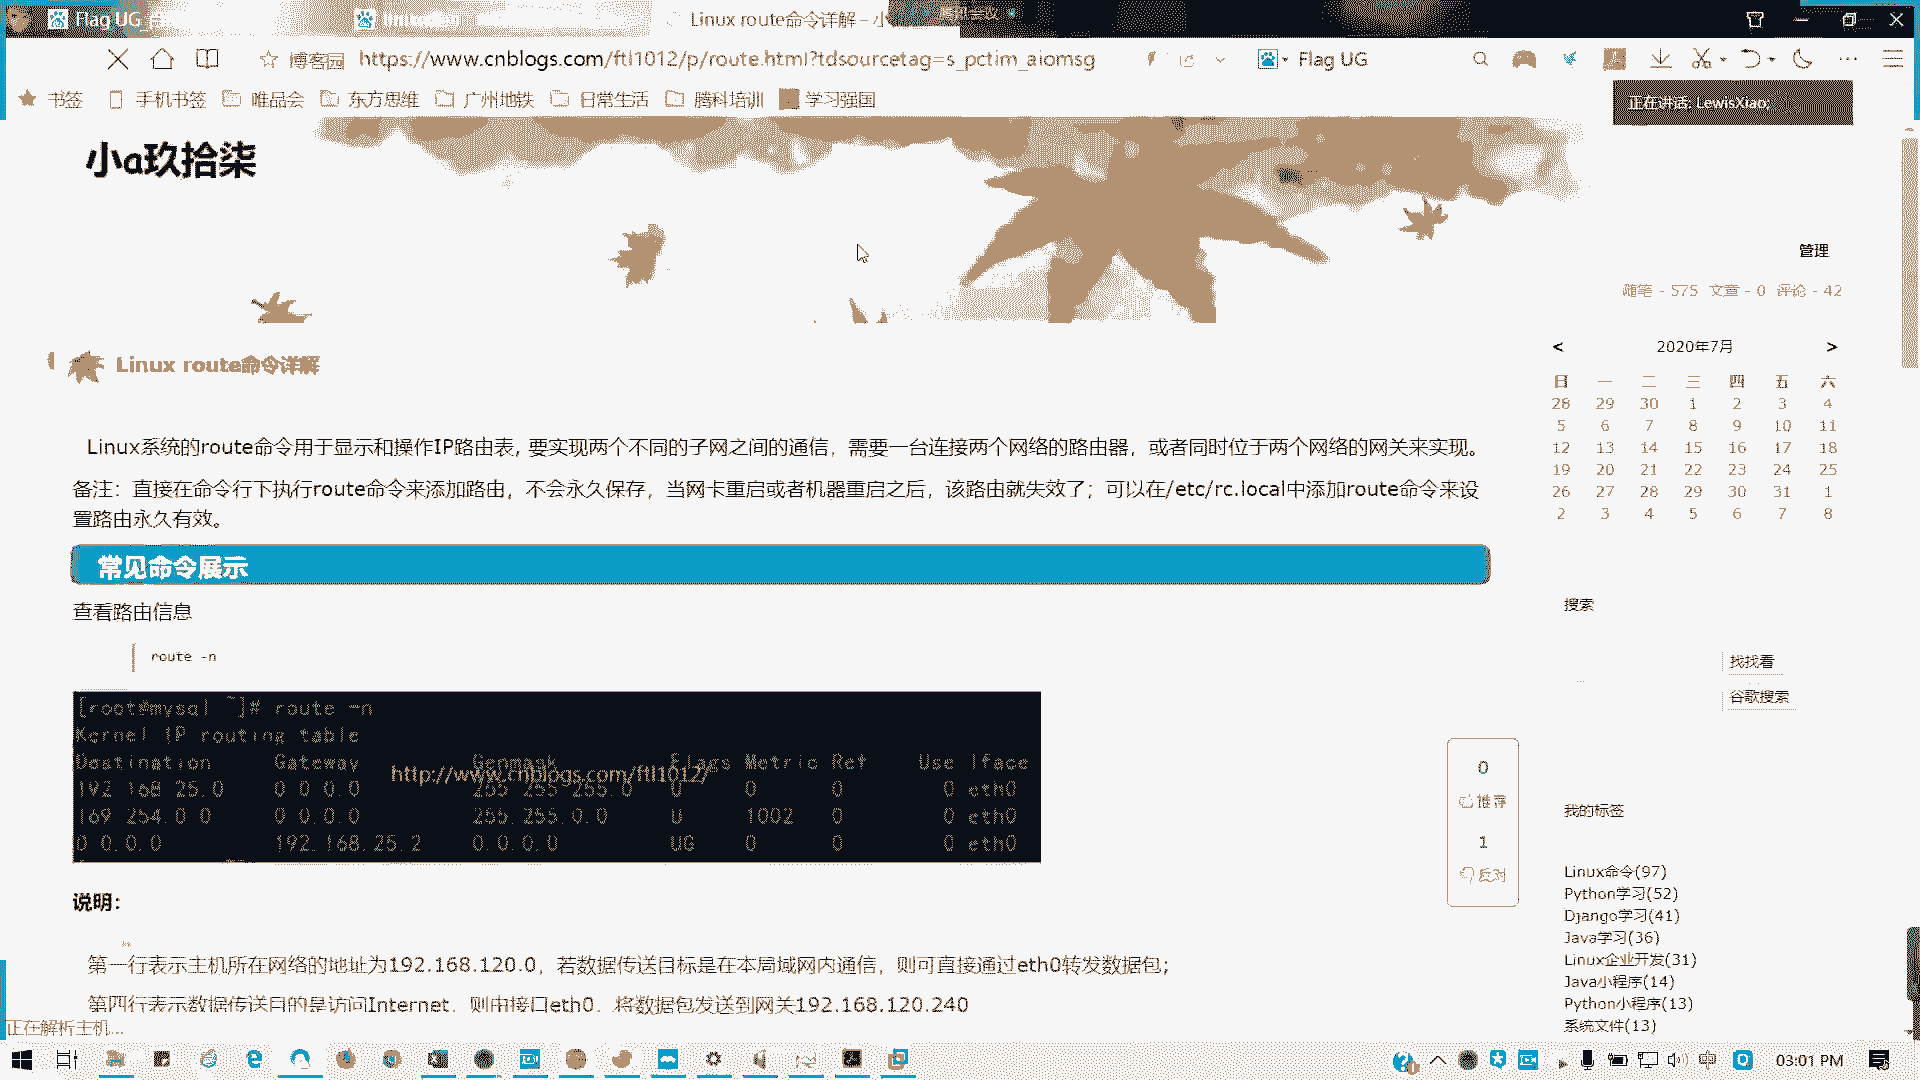 Flag UG
Linux route命令详解 - 小
腾讯会议
博客园 https://www.cnblogs.com/ftl1012/p/route.html?tdsourcetag=s_pctim_aiomsg
Flag UG
书签 手机书签 唯品会 东方思维 广州地铁 日常生活 腾科培训 学习强国
正在讲话: LewisXiao;
小a玖拾柒
管理
随笔 - 575 文章 - 0 评论 - 42
Linux route命令详解
Linux系统的route命令用于显示和操作IP路由表, 要实现两个不同的子网之间的通信，需要一台连接两个网络的路由器，或者同时位于两个网络的网关来实现。
备注：直接在命令行下执行route命令来添加路由，不会永久保存，当网卡重启或者机器重启之后，该路由就失效了；可以在/etc/rc.local中添加route命令来设
置路由永久有效。
常见命令展示
查看路由信息
route -n
[root@mysql ~]# route -n
Kernel IP routing table
Destination Gateway Genmask Flags Metric Ref Use Iface
http://www.cnblogs.com/ftl1012/
192.168.25.0 0.0.0.0 255.255.255.0 U 0 0 0 eth0
169.254.0.0 0.0.0.0 255.255.0.0 U 1002 0 0 eth0
0.0.0.0 192.168.25.2 0.0.0.0 UG 0 0 0 eth0
说明：
第一行表示主机所在网络的地址为192.168.120.0，若数据传送目标是在本局域网内通信，则可直接通过eth0转发数据包;
第四行表示数据传送目的是访问Internet，则由接口eth0，将数据包发送到网关192.168.120.240
正在解析主机...
< 2020年7月 >
日 一 二 三 四 五 六
28 29 30 1 2 3 4
5 6 7 8 9 10 11
12 13 14 15 16 17 18
19 20 21 22 23 24 25
26 27 28 29 30 31 1
2 3 4 5 6 7 8
搜索
找找看
谷歌搜索
0
推荐
1
反对
我的标签
Linux命令(97)
Python学习(52)
Django学习(41)
Java学习(36)
Linux企业开发(31)
Java小程序(14)
Python小程序(13)
系统文件(13)
中
03:01 PM